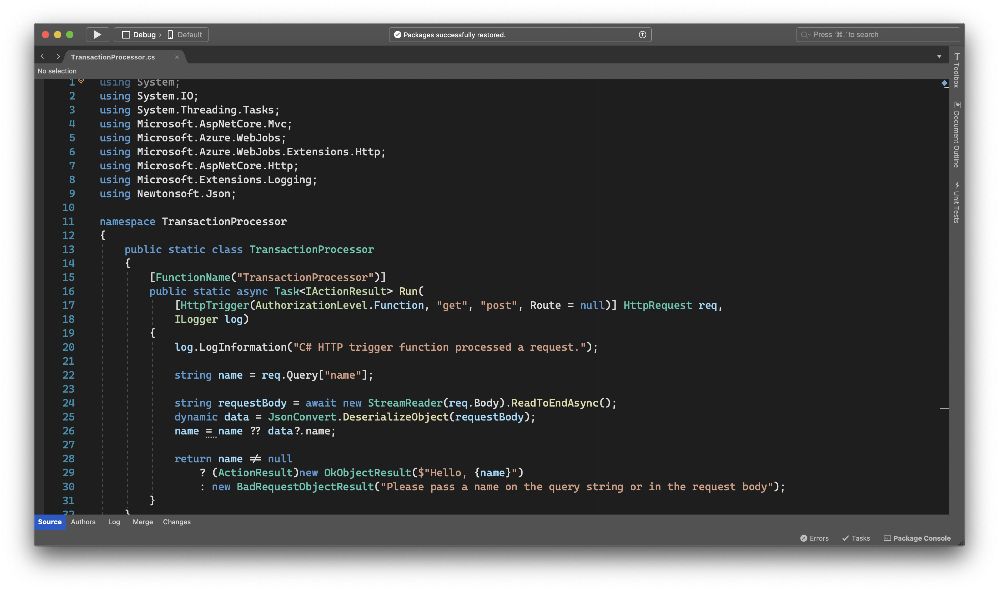 Debug › Default
Packages successfully restored.
Press ‘⌘.’ to search
TransactionProcessor.cs
No selection
1 using System;
2 using System.IO;
3 using System.Threading.Tasks;
4 using Microsoft.AspNetCore.Mvc;
5 using Microsoft.Azure.WebJobs;
6 using Microsoft.Azure.WebJobs.Extensions.Http;
7 using Microsoft.AspNetCore.Http;
8 using Microsoft.Extensions.Logging;
9 using Newtonsoft.Json;
10
11 namespace TransactionProcessor
12 {
13 public static class TransactionProcessor
14 {
15 [FunctionName("TransactionProcessor")]
16 public static async Task<IActionResult> Run(
17 [HttpTrigger(AuthorizationLevel.Function, "get", "post", Route = null)] HttpRequest req,
18 ILogger log)
19 {
20 log.LogInformation("C# HTTP trigger function processed a request.");
21
22 string name = req.Query["name"];
23
24 string requestBody = await new StreamReader(req.Body).ReadToEndAsync();
25 dynamic data = JsonConvert.DeserializeObject(requestBody);
26 name = name ?? data?.name;
27
28 return name ≠ null
29 ? (ActionResult)new OkObjectResult($"Hello, {name}")
30 : new BadRequestObjectResult("Please pass a name on the query string or in the request body");
31 }
32 }
Toolbox
Document Outline
Unit Tests
Source Authors Log Merge Changes
Errors Tasks Package Console